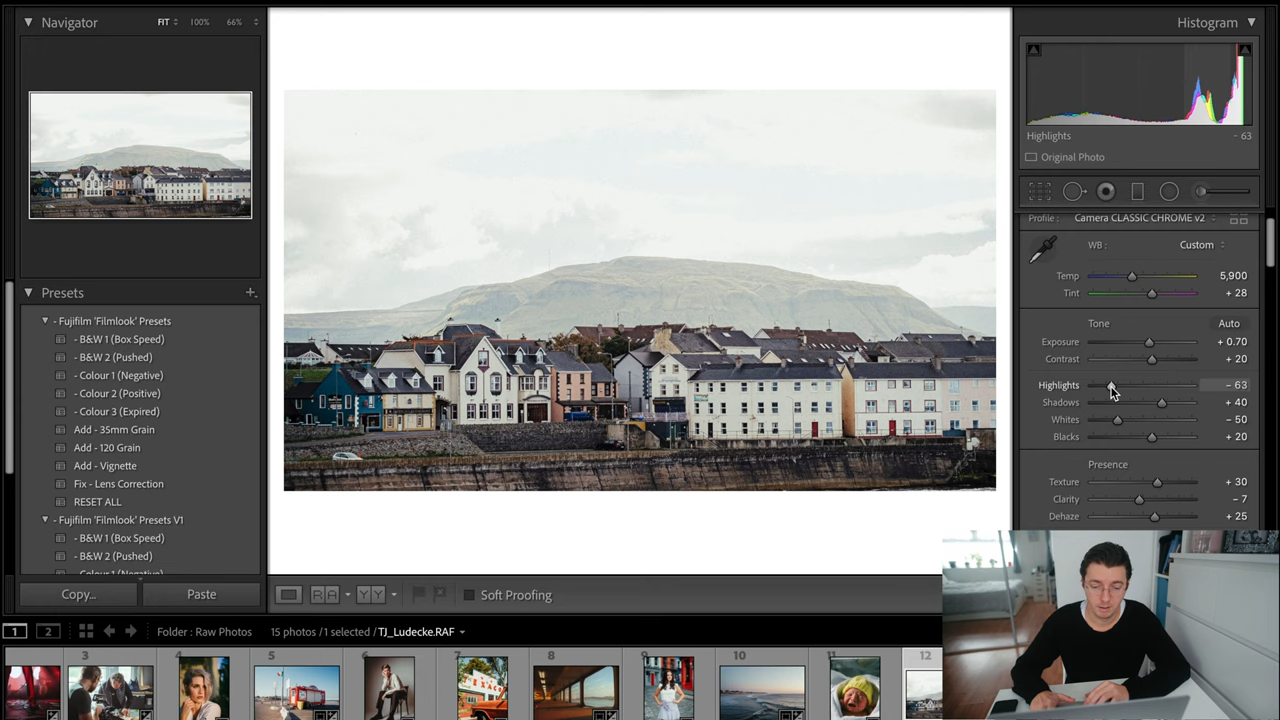 Navigator
FIT
100%
66%
Presets
- Fujifilm 'Filmlook' Presets
- B&W 1 (Box Speed)
- B&W 2 (Pushed)
- Colour 1 (Negative)
- Colour 2 (Positive)
- Colour 3 (Expired)
Add - 35mm Grain
Add - 120 Grain
Add - Vignette
Fix - Lens Correction
RESET ALL
- Fujifilm 'Filmlook' Presets V1
- B&W 1 (Box Speed)
- B&W 2 (Pushed)
- Colour 1 (Negative)
Copy...
Paste
Soft Proofing
Histogram
Highlights - 63
Original Photo
Profile : Camera CLASSIC CHROME v2
WB : Custom
Temp 5,900
Tint + 28
Tone Auto
Exposure + 0.70
Contrast + 20
Highlights - 63
Shadows + 40
Whites - 50
Blacks + 20
Presence
Texture + 30
Clarity - 7
Dehaze + 25
1 2 Folder : Raw Photos 15 photos / 1 selected / TJ_Ludecke.RAF
3 4 5 6 7 8 9 10 11 12